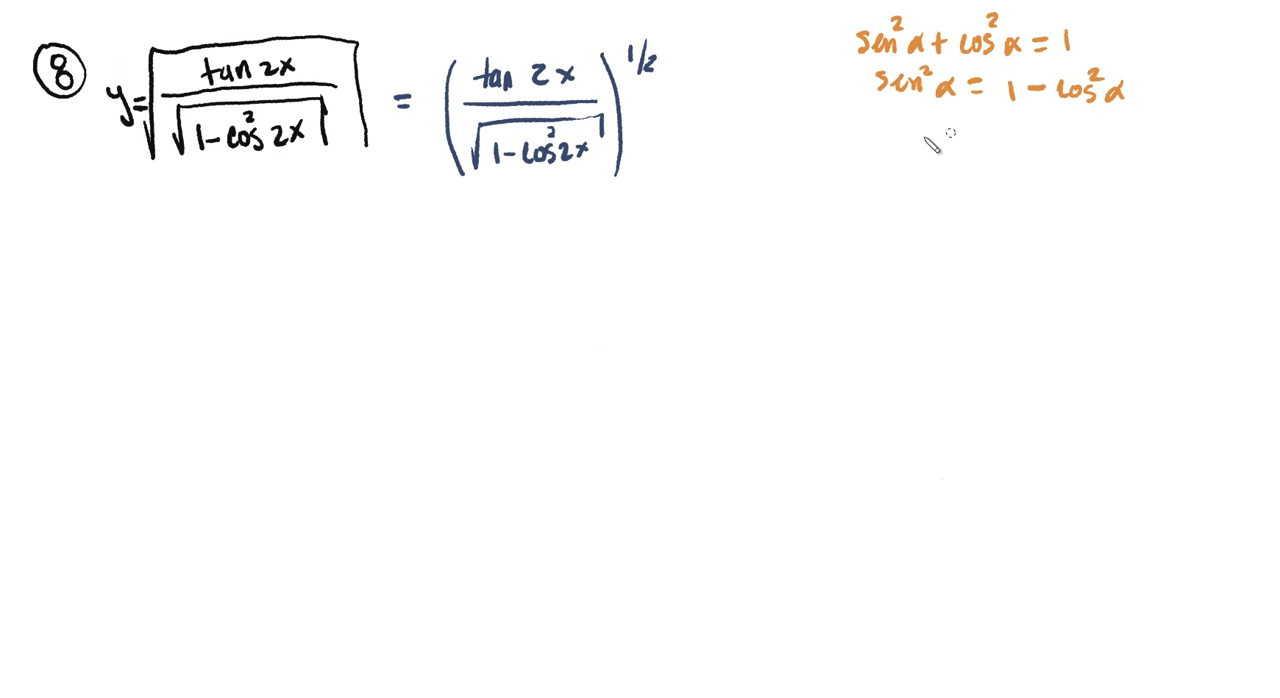 ⑧ y = √(tan 2x / √(1 - cos² 2x)) = (tan 2x / √(1 - cos² 2x))^1/2
sen² α + cos² α = 1
sen² α = 1 - cos² α